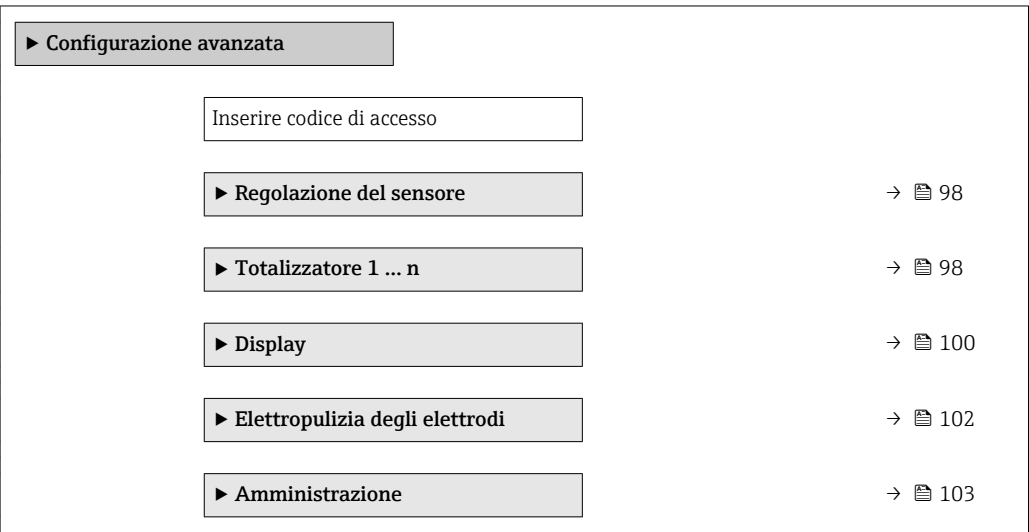 ▶ Configurazione avanzata
Inserire codice di accesso
▶ Regolazione del sensore → 98
▶ Totalizzatore 1 ... n → 98
▶ Display → 100
▶ Elettropulizia degli elettrodi → 102
▶ Amministrazione → 103